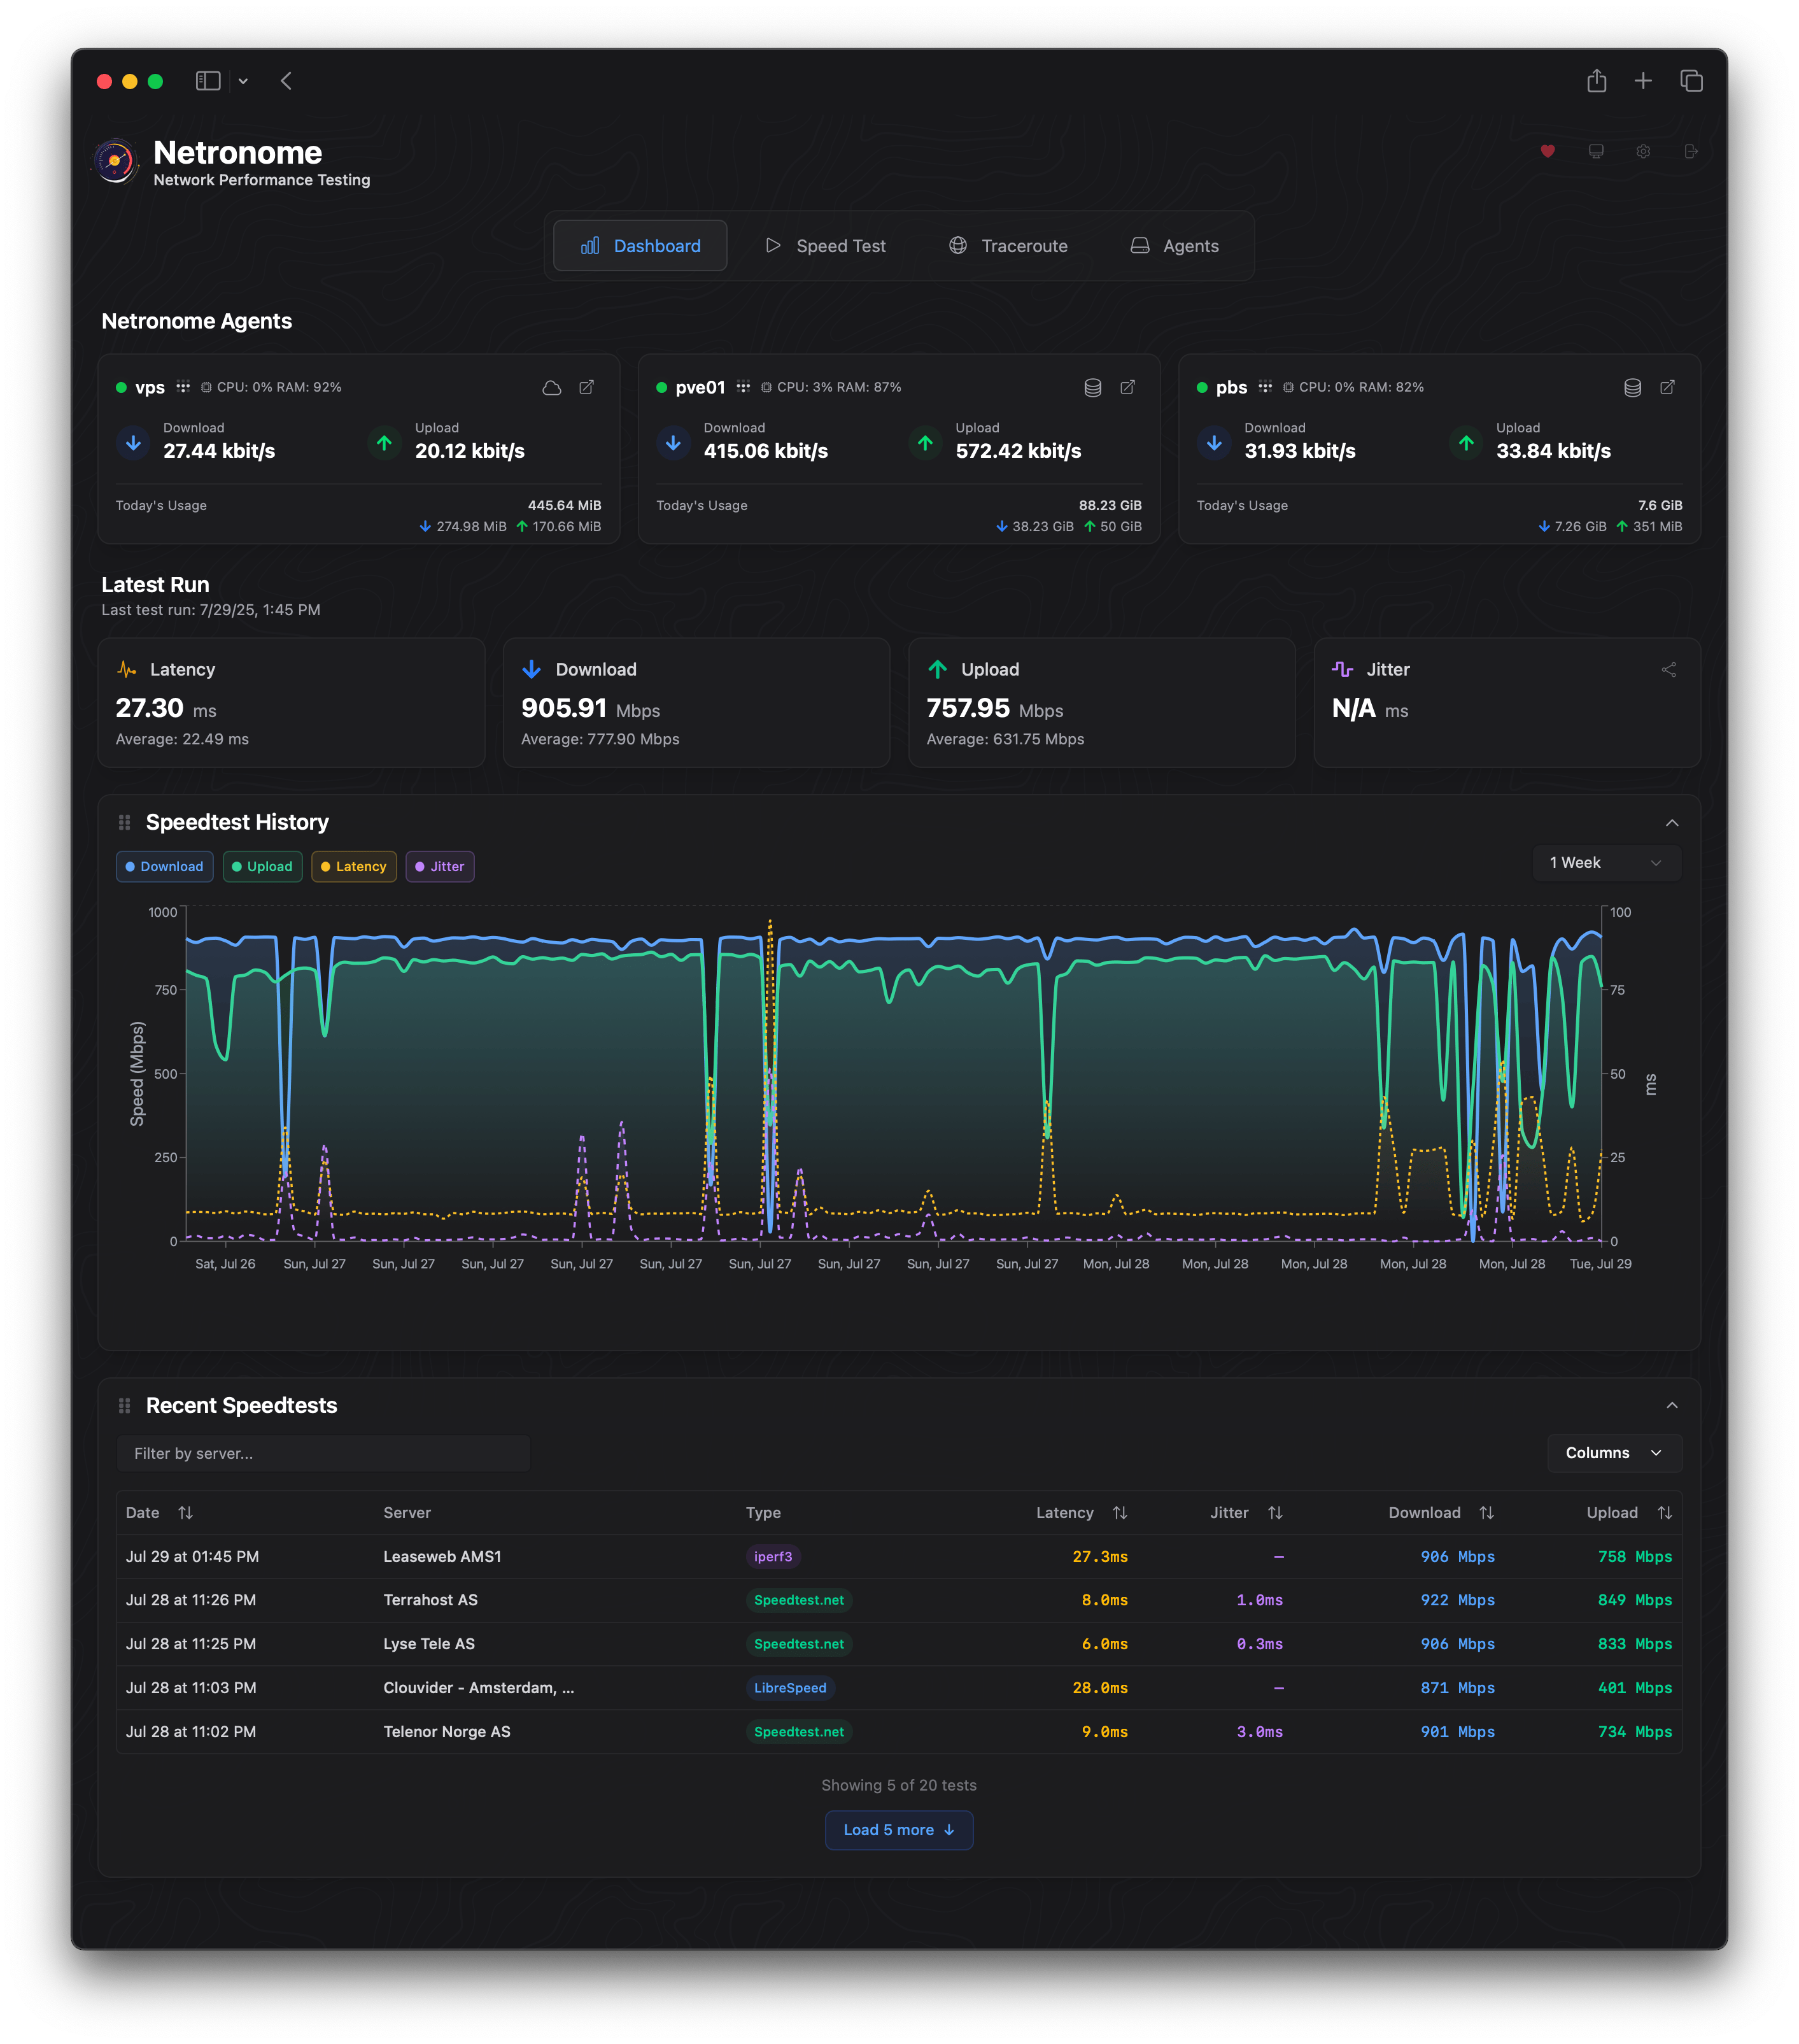 Netronome
Network Performance Testing
Dashboard
Speed Test
Traceroute
Agents
Netronome Agents
vps CPU: 0% RAM: 92%
Download
27.44 kbit/s
Upload
20.12 kbit/s
Today's Usage
445.64 MiB
274.98 MiB
170.66 MiB
pve01 CPU: 3% RAM: 87%
Download
415.06 kbit/s
Upload
572.42 kbit/s
Today's Usage
88.23 GiB
38.23 GiB
50 GiB
pbs CPU: 0% RAM: 82%
Download
31.93 kbit/s
Upload
33.84 kbit/s
Today's Usage
7.6 GiB
7.26 GiB
351 MiB
Latest Run
Last test run: 7/29/25, 1:45 PM
Latency
27.30 ms
Average: 22.49 ms
Download
905.91 Mbps
Average: 777.90 Mbps
Upload
757.95 Mbps
Average: 631.75 Mbps
Jitter
N/A ms
Speedtest History
Download
Upload
Latency
Jitter
1 Week
1000
750
500
250
0
Speed (Mbps)
100
75
50
25
0
ms
Sat, Jul 26
Sun, Jul 27
Sun, Jul 27
Sun, Jul 27
Sun, Jul 27
Sun, Jul 27
Sun, Jul 27
Sun, Jul 27
Sun, Jul 27
Sun, Jul 27
Mon, Jul 28
Mon, Jul 28
Mon, Jul 28
Mon, Jul 28
Mon, Jul 28
Tue, Jul 29
Recent Speedtests
Filter by server...
Columns
Date Server Type Latency Jitter Download Upload
Jul 29 at 01:45 PM Leaseweb AMS1 iperf3 27.3ms — 906 Mbps 758 Mbps
Jul 28 at 11:26 PM Terrahost AS Speedtest.net 8.0ms 1.0ms 922 Mbps 849 Mbps
Jul 28 at 11:25 PM Lyse Tele AS Speedtest.net 6.0ms 0.3ms 906 Mbps 833 Mbps
Jul 28 at 11:03 PM Clouvider - Amsterdam, ... LibreSpeed 28.0ms — 871 Mbps 401 Mbps
Jul 28 at 11:02 PM Telenor Norge AS Speedtest.net 9.0ms 3.0ms 901 Mbps 734 Mbps
Showing 5 of 20 tests
Load 5 more